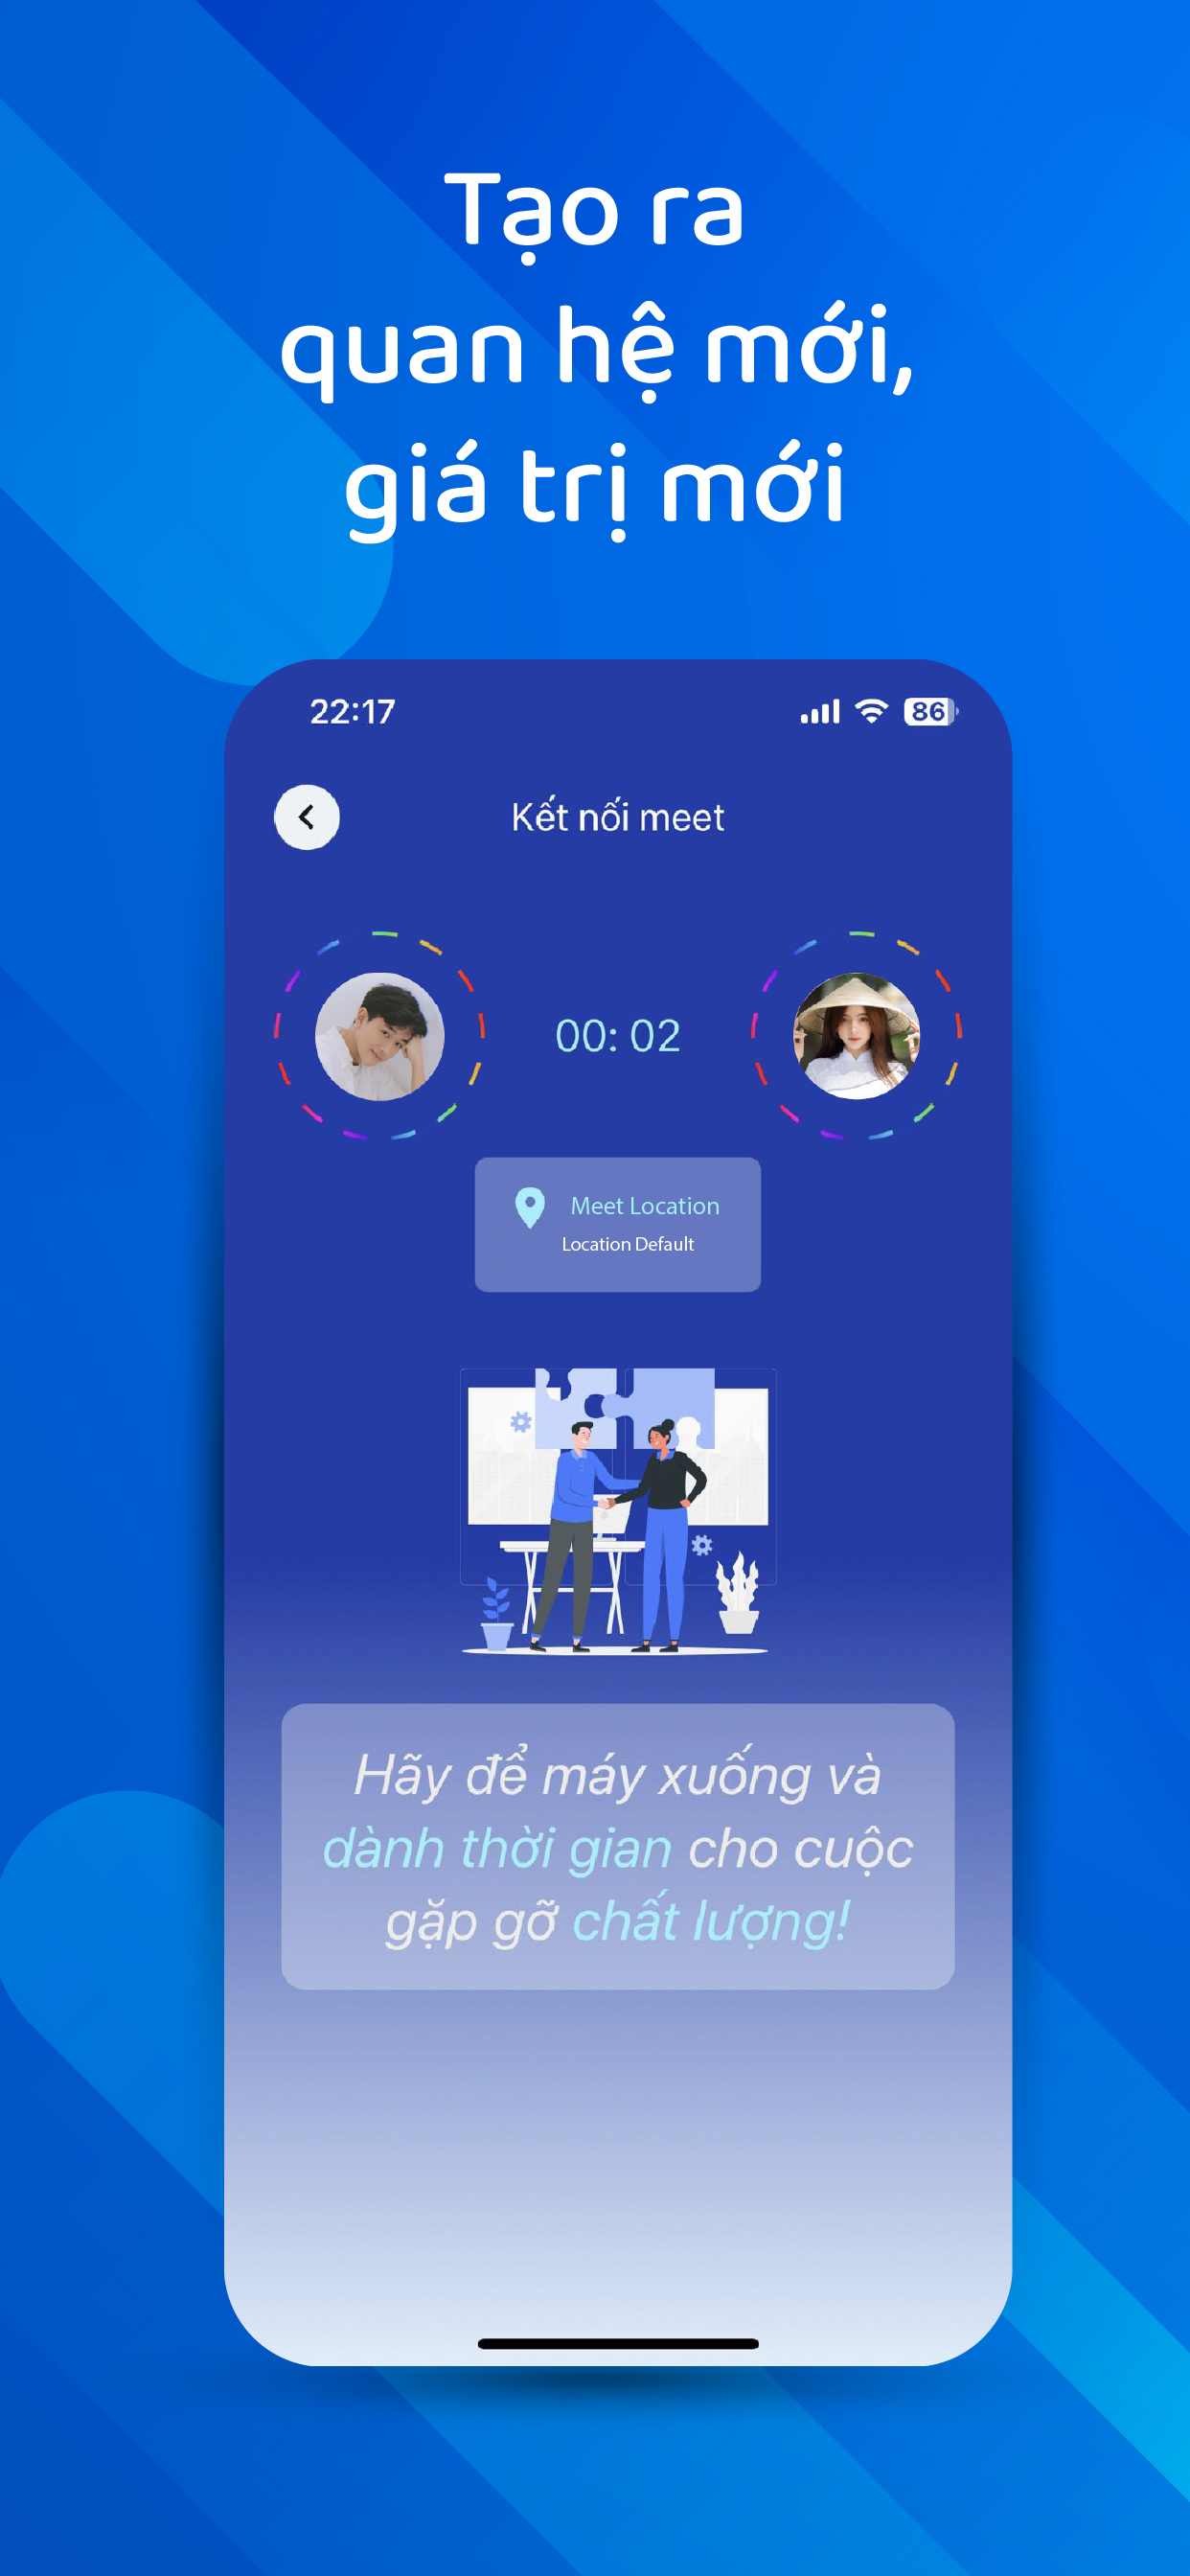 Tạo ra
quan hệ mới,
giá trị mới
22:17
86
Kết nối meet
00: 02
Meet Location
Location Default
Hãy để máy xuống và
dành thời gian cho cuộc
gặp gỡ chất lượng!